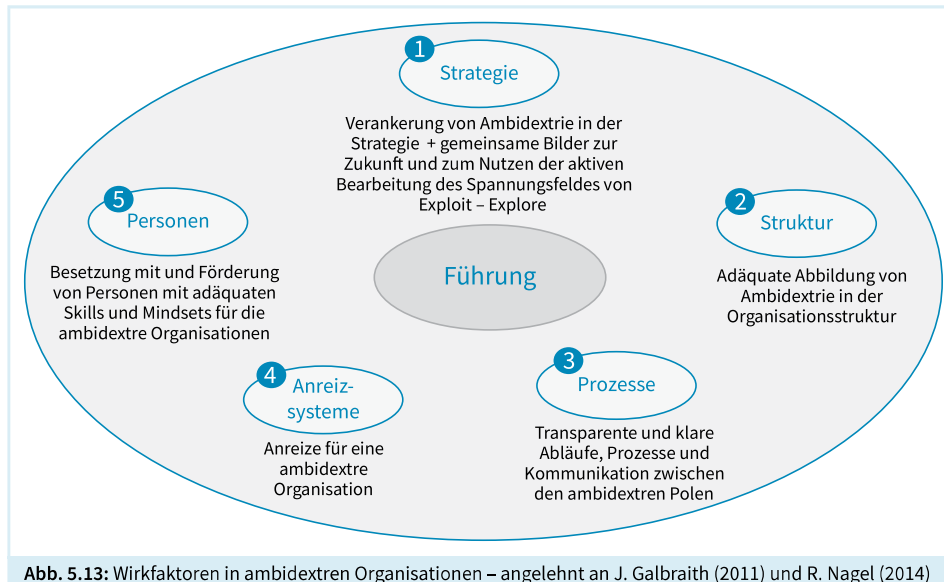 1
Strategie
Verankerung von Ambidextrie in der
Strategie + gemeinsame Bilder zur
Zukunft und zum Nutzen der aktiven
Bearbeitung des Spannungsfeldes von
Exploit – Explore
2
Struktur
Adäquate Abbildung von
Ambidextrie in der
Organisationsstruktur
3
Prozesse
Transparente und klare
Abläufe, Prozesse und
Kommunikation zwischen
den ambidextren Polen
4
Anreiz-
systeme
Anreize für eine
ambidextre
Organisation
5
Personen
Besetzung mit und Förderung
von Personen mit adäquaten
Skills und Mindsets für die
ambidextre Organisationen
Führung
Abb. 5.13: Wirkfaktoren in ambidextren Organisationen – angelehnt an J. Galbraith (2011) und R. Nagel (2014)